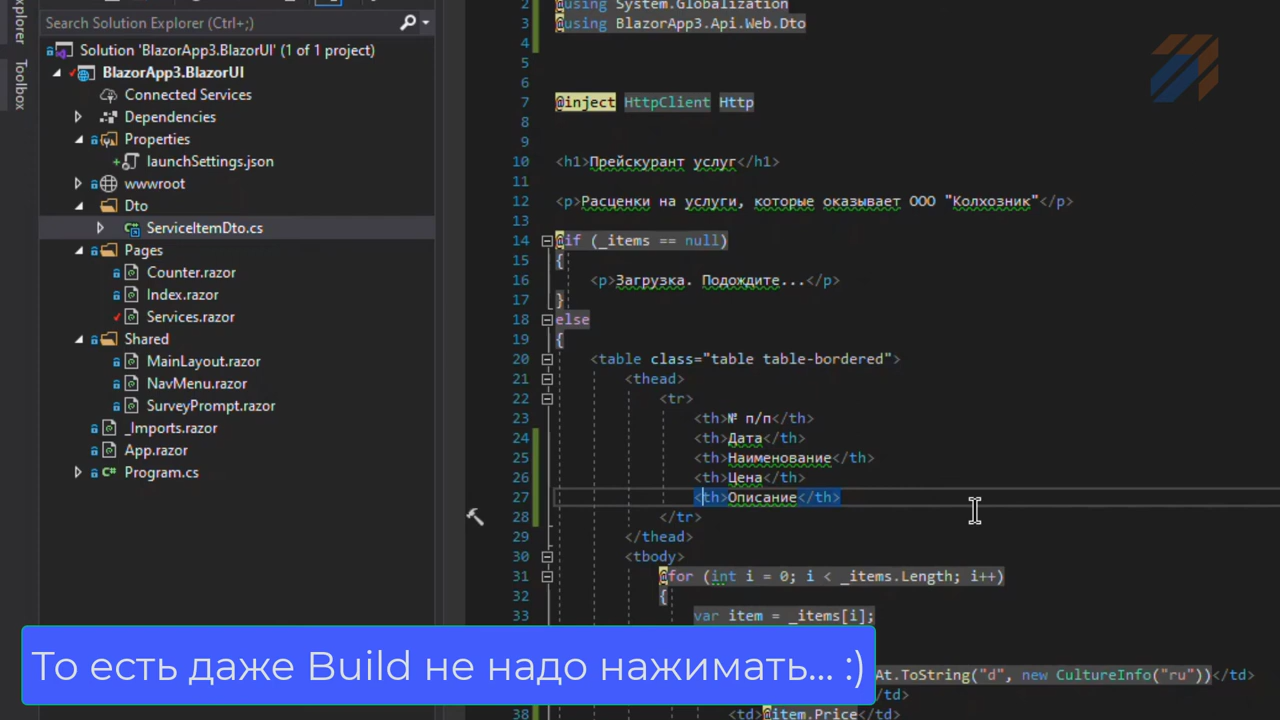 Explorer
Toolbox
Search Solution Explorer (Ctrl+;)
Solution 'BlazorApp3.BlazorUI' (1 of 1 project)
BlazorApp3.BlazorUI
Connected Services
Dependencies
Properties
launchSettings.json
wwwroot
Dto
ServiceItemDto.cs
Pages
Counter.razor
Index.razor
Services.razor
Shared
MainLayout.razor
NavMenu.razor
SurveyPrompt.razor
_Imports.razor
App.razor
C# Program.cs
2 @using System.Globalization
3 @using BlazorApp3.Api.Web.Dto
4
5
6
7 @inject HttpClient Http
8
9
10 <h1>Прейскурант услуг</h1>
11
12 <p>Расценки на услуги, которые оказывает ООО "Колхозник"</p>
13
14 @if (_items == null)
15 {
16 <p>Загрузка. Подождите...</p>
17 }
18 else
19 {
20 <table class="table table-bordered">
21 <thead>
22 <tr>
23 <th>№ п/п</th>
24 <th>Дата</th>
25 <th>Наименование</th>
26 <th>Цена</th>
27 <th>Описание</th>
28 </tr>
29 </thead>
30 <tbody>
31 @for (int i = 0; i < _items.Length; i++)
32 {
33 var item = _items[i];
At.ToString("d", new CultureInfo("ru"))</td>
</td>
38 <td>@item.Price</td>
То есть даже Build не надо нажимать... :)